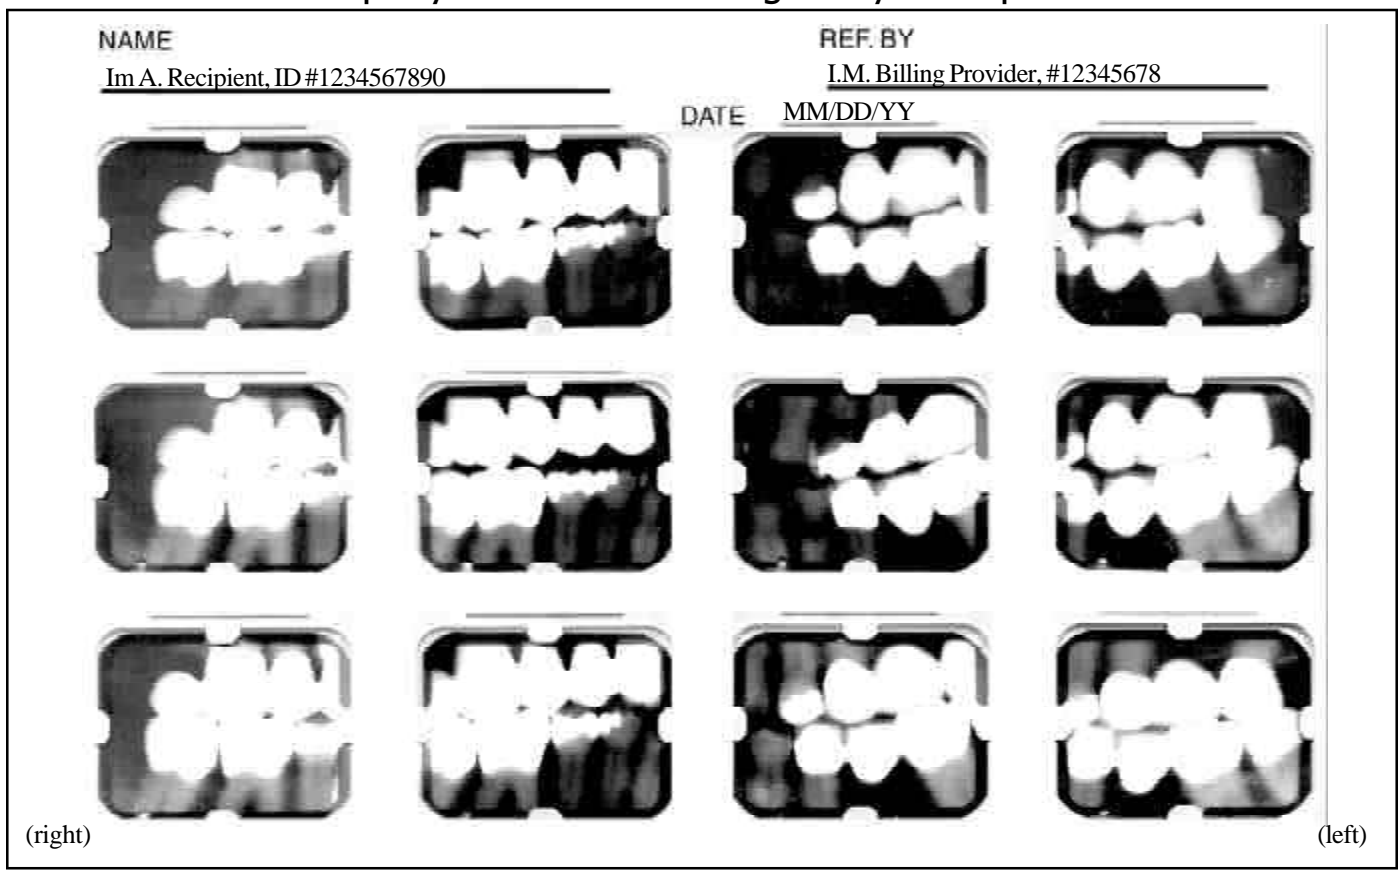 NAME
REF. BY
Im A. Recipient, ID #1234567890
I.M. Billing Provider, #12345678
DATE MM/DD/YY
(right)
(left)